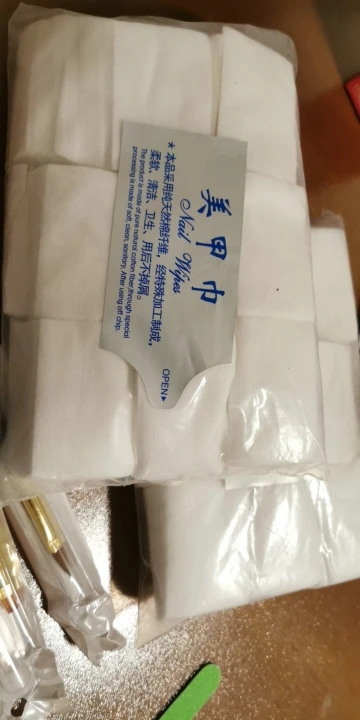 美甲巾
Nail Wipes
* 本品采用纯天然棉纤维，经特殊加工制成，
柔软、清洁、卫生、用后不掉屑。
The product is made of pure natural cotton fiber,through special
processing is made of soft, clean, sanitary. After using off chip.
OPEN▶